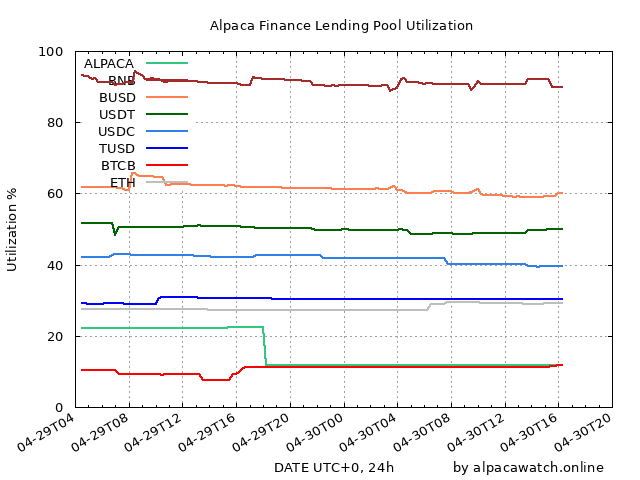 Alpaca Finance Lending Pool Utilization
100
80
60
40
20
0
Utilization %
ALPACA
BNB
BUSD
USDT
USDC
TUSD
BTCB
ETH
04-29T04
04-29T08
04-29T12
04-29T16
04-29T20
04-30T00
04-30T04
04-30T08
04-30T12
04-30T16
04-30T20
DATE UTC+0, 24h
by alpacawatch.online